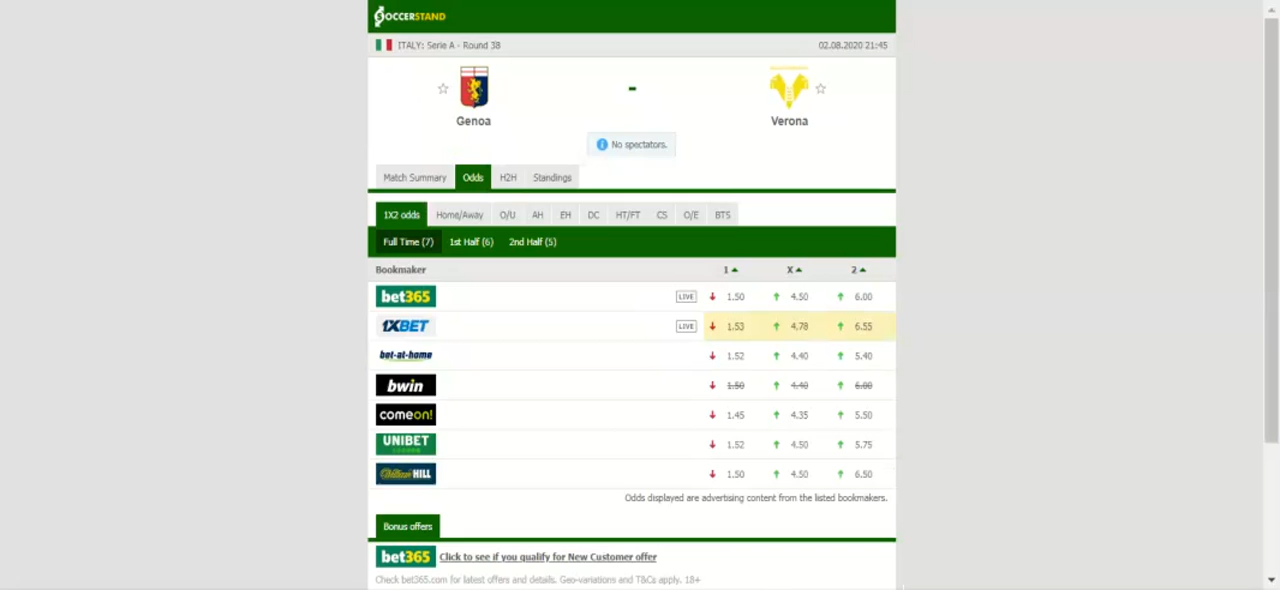 SOCCERSTAND
ITALY: Serie A - Round 38 02.08.2020 21:45
-
Genoa Verona
No spectators.
Match Summary Odds H2H Standings
1X2 odds Home/Away O/U AH EH DC HT/FT CS O/E BTS
Full Time (7) 1st Half (6) 2nd Half (5)
Bookmaker 1 X 2
bet365 LIVE 1.50 4.50 6.00
1XBET LIVE 1.53 4.78 6.55
bet-at-home 1.52 4.40 5.40
bwin 1.50 4.40 6.00
comeon! 1.45 4.35 5.50
UNIBET 1.52 4.50 5.75
William HILL 1.50 4.50 6.50
Odds displayed are advertising content from the listed bookmakers.
Bonus offers
bet365 Click to see if you qualify for New Customer offer
Check bet365.com for latest offers and details. Geo-variations and T&Cs apply. 18+